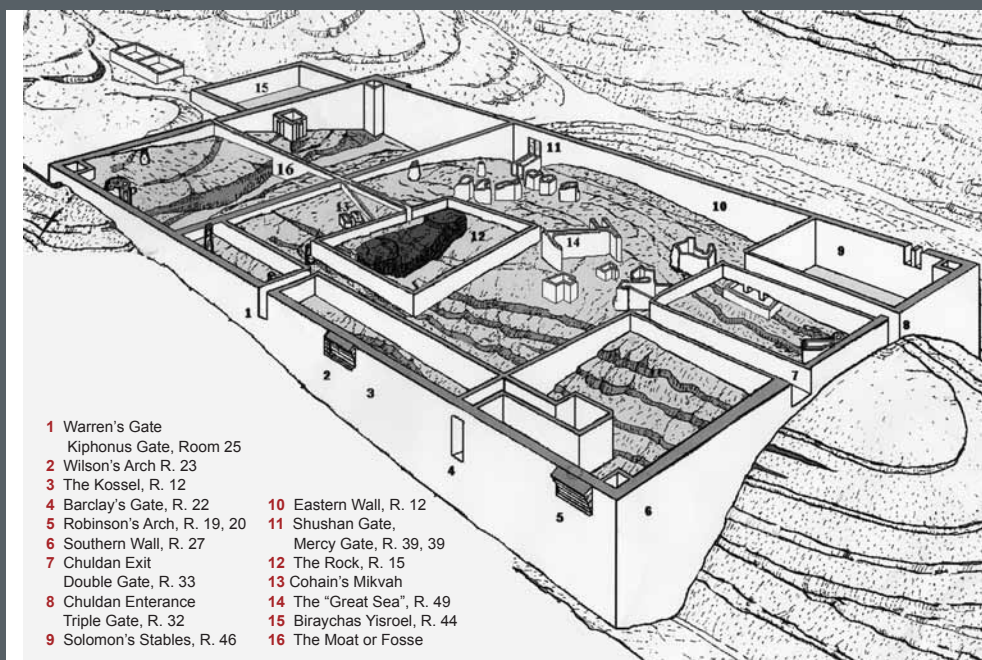 15
11
16
10
13
12
14
9
1
8
2
7
3
4
5
6
1 Warren's Gate
Kiphonus Gate, Room 25
2 Wilson's Arch R. 23
3 The Kossel, R. 12
4 Barclay's Gate, R. 22
5 Robinson's Arch, R. 19, 20
6 Southern Wall, R. 27
7 Chuldan Exit
Double Gate, R. 33
8 Chuldan Enterance
Triple Gate, R. 32
9 Solomon's Stables, R. 46
10 Eastern Wall, R. 12
11 Shushan Gate,
Mercy Gate, R. 39, 39
12 The Rock, R. 15
13 Cohain's Mikvah
14 The "Great Sea", R. 49
15 Biraychas Yisroel, R. 44
16 The Moat or Fosse